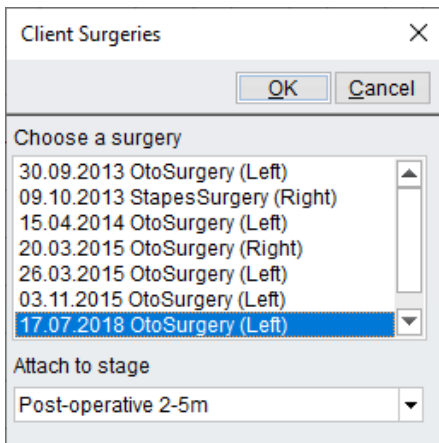 Client Surgeries
OK Cancel
Choose a surgery
30.09.2013 OtoSurgery (Left)
09.10.2013 StapesSurgery (Right)
15.04.2014 OtoSurgery (Left)
20.03.2015 OtoSurgery (Right)
26.03.2015 OtoSurgery (Left)
03.11.2015 OtoSurgery (Left)
17.07.2018 OtoSurgery (Left)
Attach to stage
Post-operative 2-5m